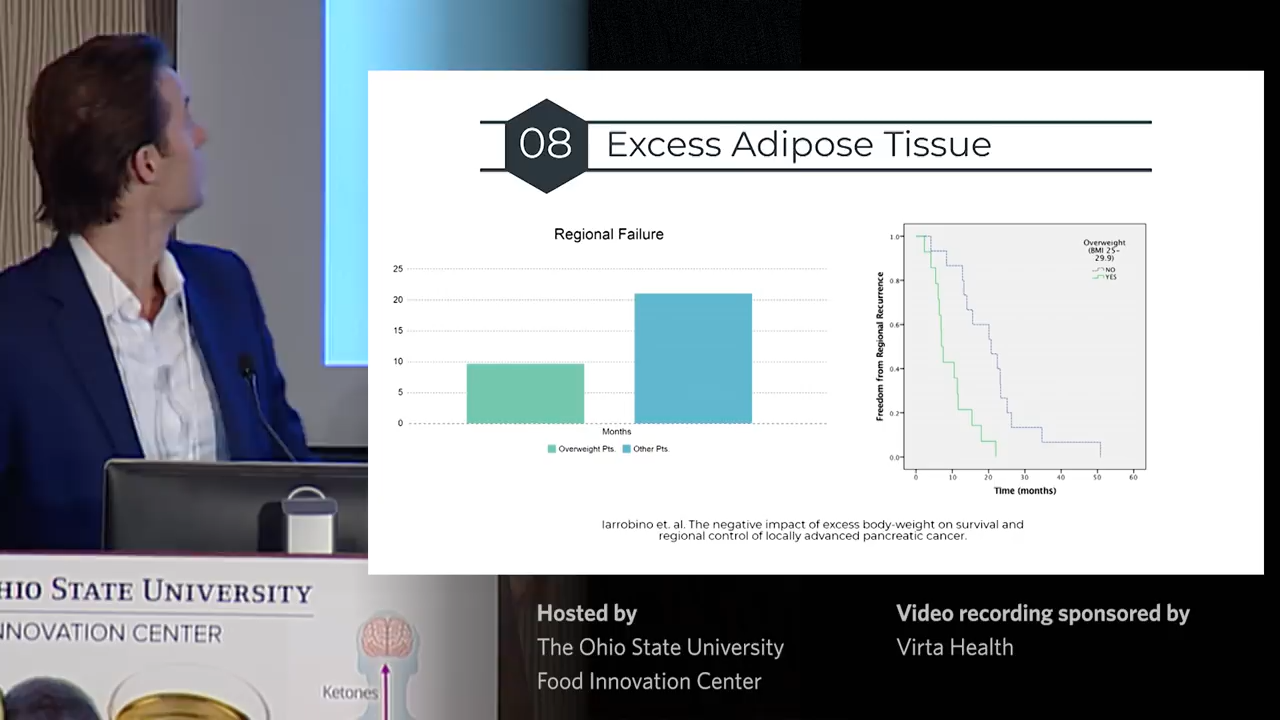 08 Excess Adipose Tissue
Regional Failure
25
20
15
10
5
0
Months
Overweight Pts. Other Pts.
Freedom from Regional Recurrence
1.0
0.8
0.6
0.4
0.2
0.0
Overweight
(BMI 25-
29.9)
NO
YES
0 10 20 30 40 50 60
Time (months)
Iarrobino et. al. The negative impact of excess body-weight on survival and
regional control of locally advanced pancreatic cancer.
HIO STATE UNIVERSITY
NNOVATION CENTER
Ketones
Hosted by
The Ohio State University
Food Innovation Center
Video recording sponsored by
Virta Health